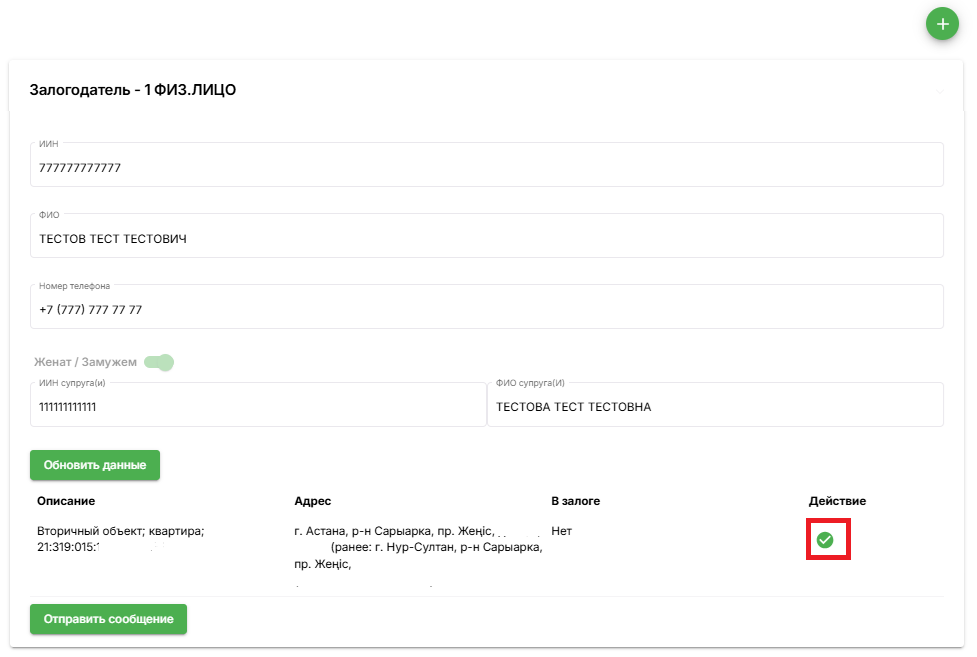 Залогодатель - 1 ФИЗ.ЛИЦО
ИИН
777777777777
ФИО
ТЕСТОВ ТЕСТ ТЕСТОВИЧ
Номер телефона
+7 (777) 777 77 77
Женат / Замужем
ИИН супруга(и)
ФИО супруга(И)
111111111111
ТЕСТОВА ТЕСТ ТЕСТОВНА
Обновить данные
Описание
Адрес
В залоге
Действие
Вторичный объект; квартира;
21:319:015:
г. Астана, р-н Сарыарка, пр. Жеңіс,
(ранее: г. Нур-Султан, р-н Сарыарка,
пр. Жеңіс,
Нет
Отправить сообщение